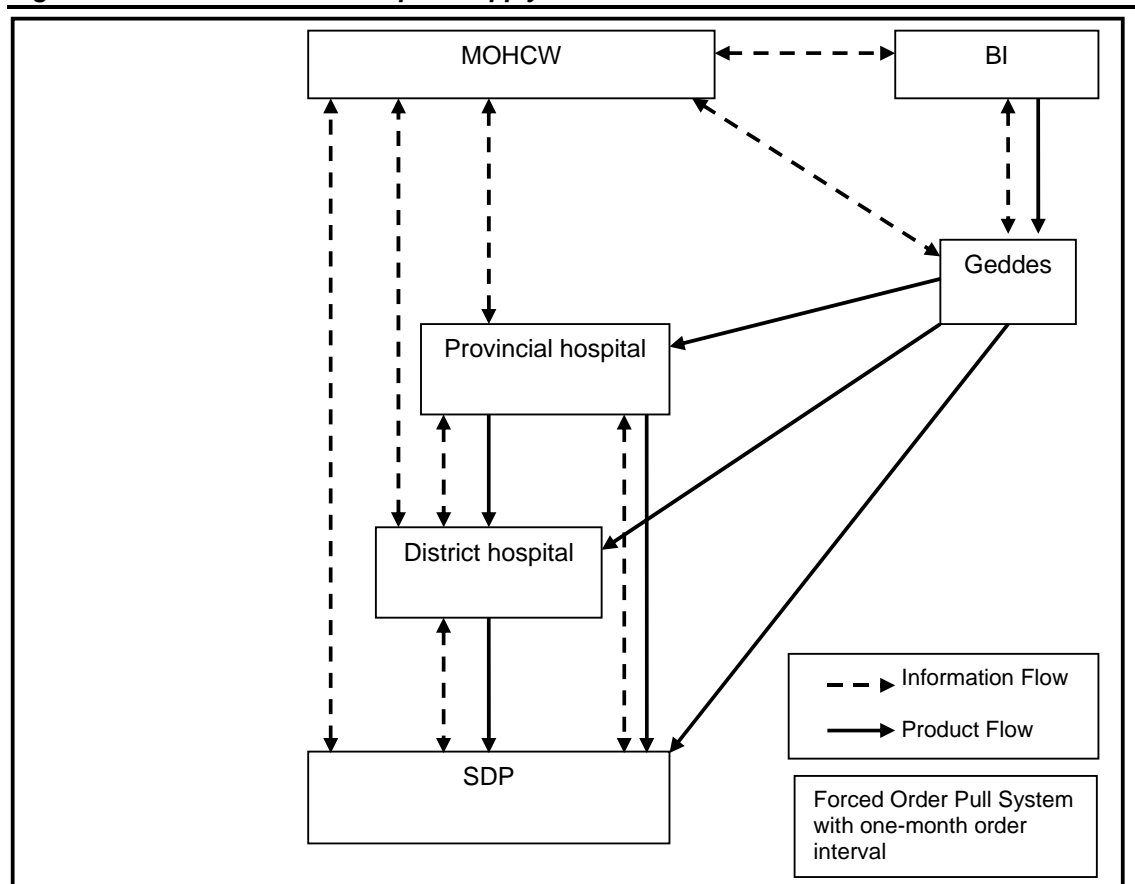 MOHCW
BI
Geddes
Provincial hospital
District hospital
Information Flow
Product Flow
SDP
Forced Order Pull System
with one-month order
interval